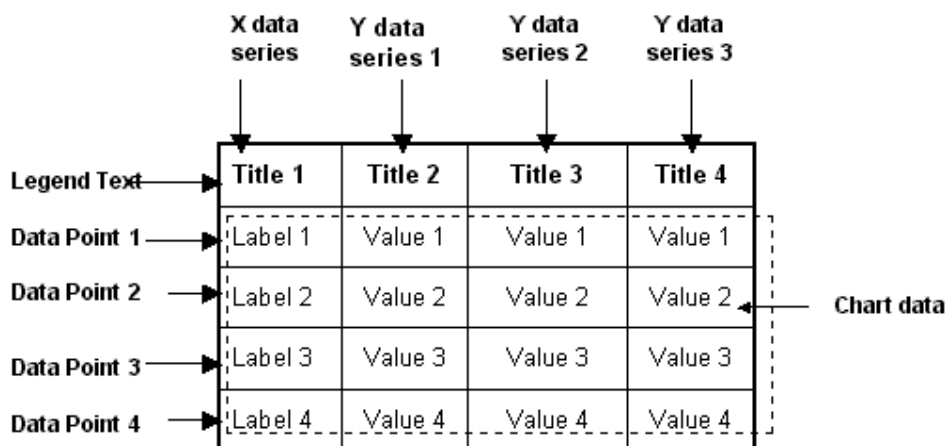 X data series
Y data series 1
Y data series 2
Y data series 3
Legend Text
Title 1 Title 2 Title 3 Title 4
Data Point 1
Label 1 Value 1 Value 1 Value 1
Data Point 2
Label 2 Value 2 Value 2 Value 2
Chart data
Data Point 3
Label 3 Value 3 Value 3 Value 3
Data Point 4
Label 4 Value 4 Value 4 Value 4